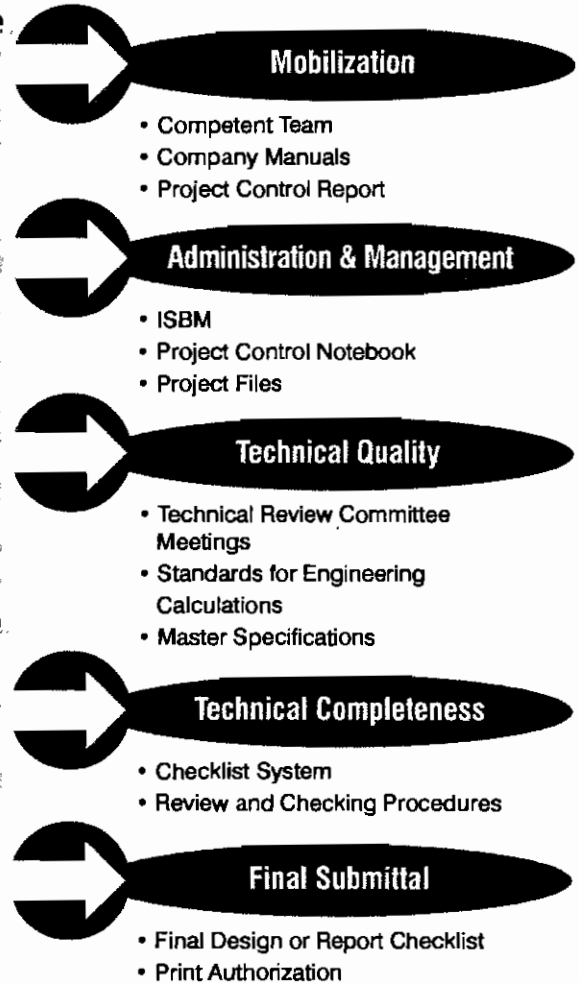 Mobilization
• Competent Team
• Company Manuals
• Project Control Report
Administration & Management
• ISBM
• Project Control Notebook
• Project Files
Technical Quality
• Technical Review Committee
Meetings
• Standards for Engineering
Calculations
• Master Specifications
Technical Completeness
• Checklist System
• Review and Checking Procedures
Final Submittal
• Final Design or Report Checklist
• Print Authorization